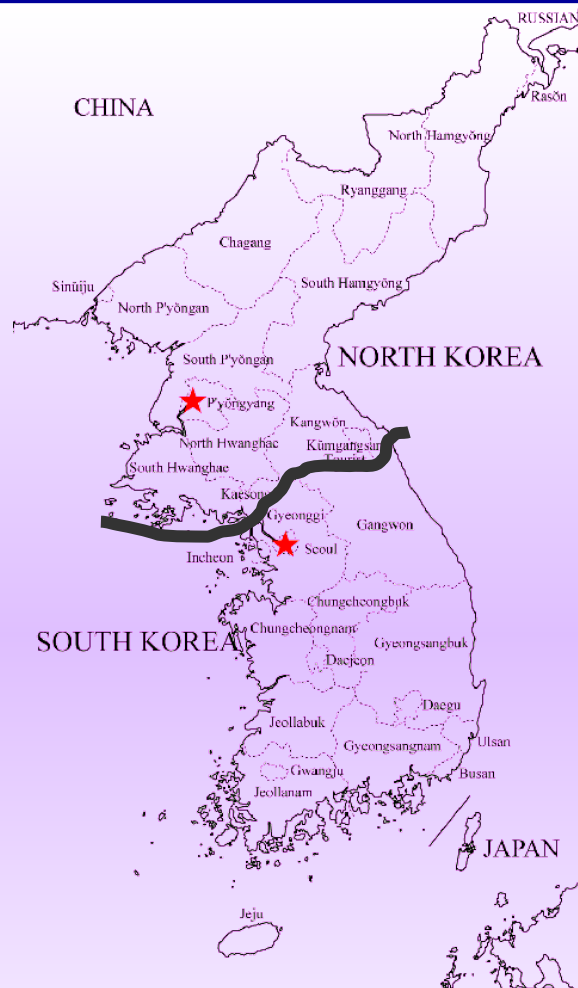 RUSSIAN
Rasŏn
CHINA
North Hamgyŏng
Ryanggang
Chagang
South Hamgyŏng
Sinŭiju
North P'yŏngan
South P'yŏngan
NORTH KOREA
P'yŏngyang
Kangwŏn
North Hwanghae
Kŭmgangsan
Tourist
South Hwanghae
Kaesong
Gyeonggi
Gangwon
Incheon
Seoul
Chungcheongbuk
SOUTH KOREA
Chungcheongnam
Gyeongsangbuk
Daejeon
Daegu
Jeollabuk
Gyeongsangnam
Ulsan
Gwangju
Busan
Jeollanam
JAPAN
Jeju